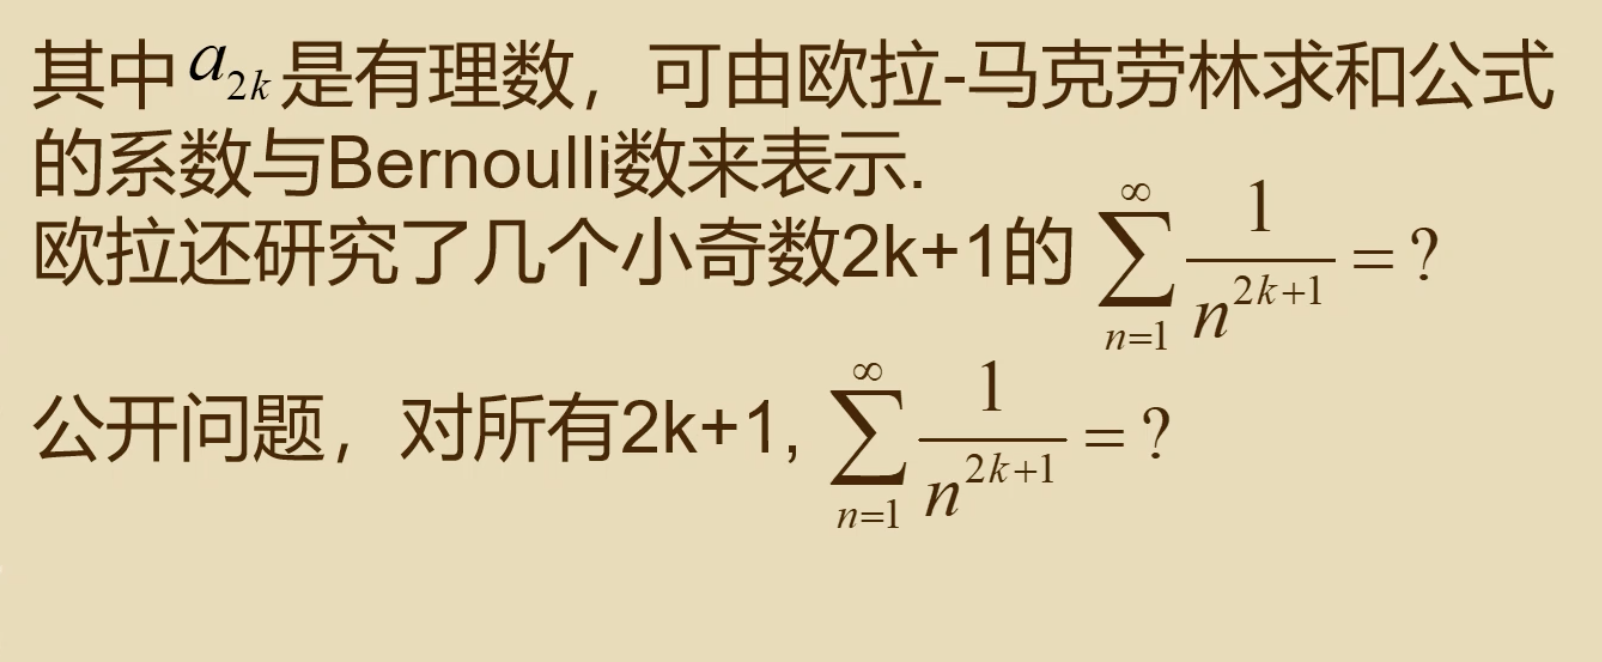 其中 $a_{2k}$ 是有理数，可由欧拉-马克劳林求和公式
的系数与Bernoulli数来表示.
欧拉还研究了几个小奇数2k+1的 $\sum_{n=1}^{\infty} \frac{1}{n^{2k+1}} = ?$
公开问题，对所有2k+1, $\sum_{n=1}^{\infty} \frac{1}{n^{2k+1}} = ?$